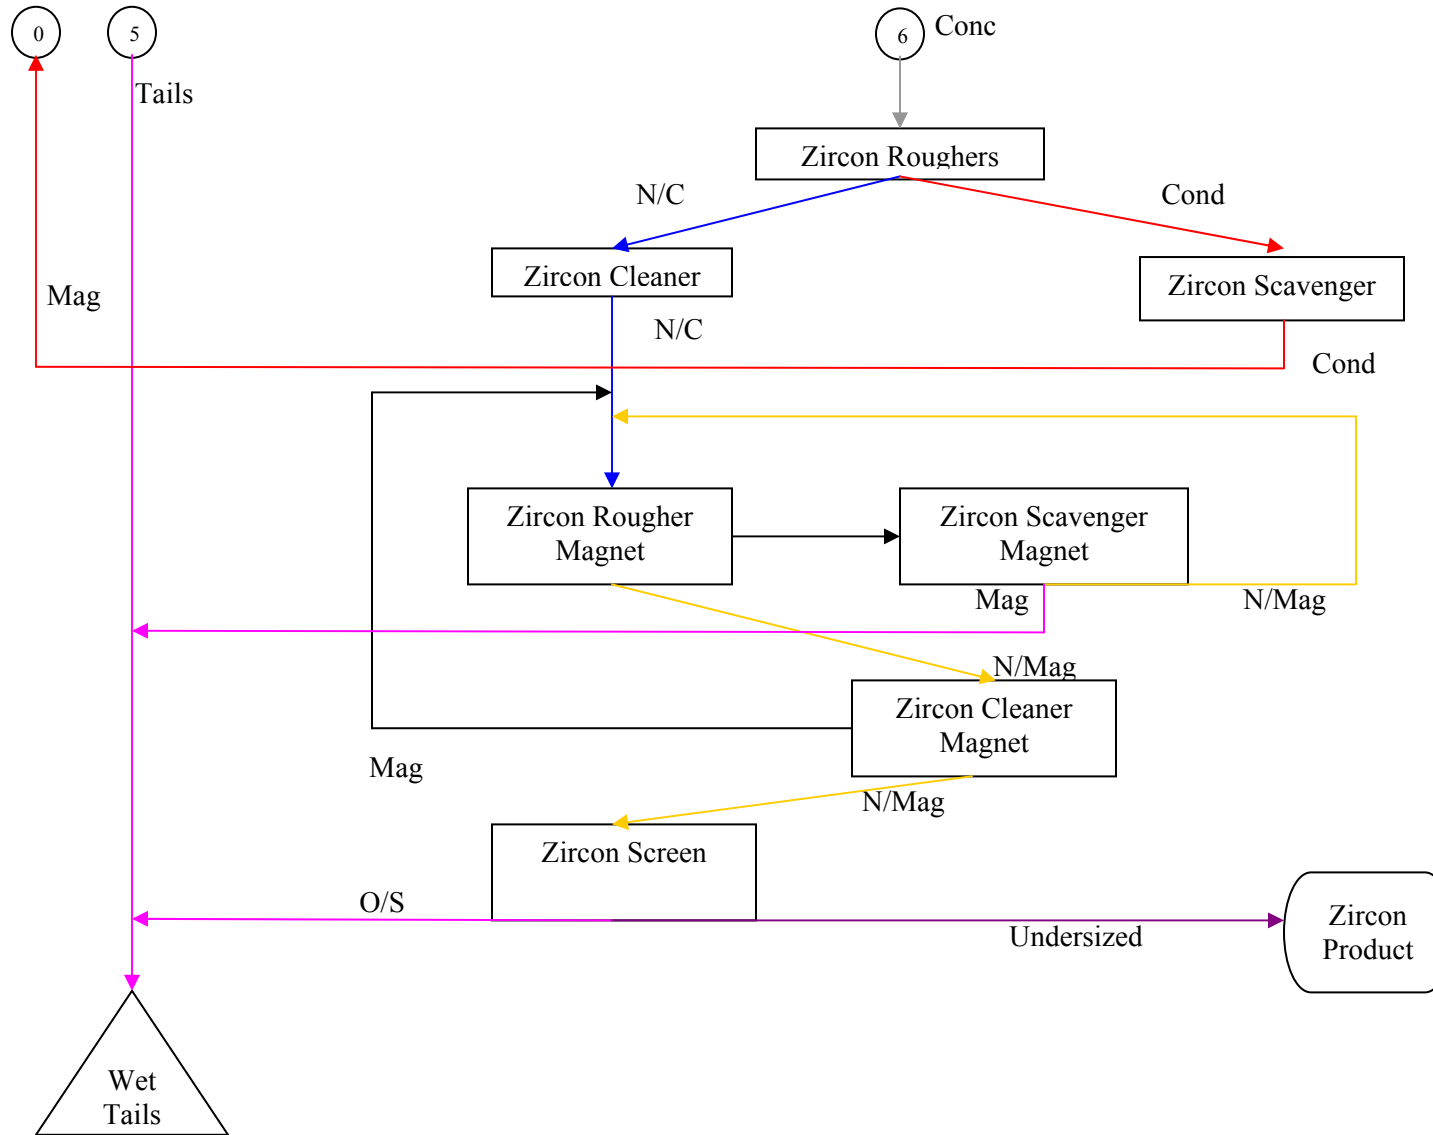 0
5
6
Conc
Tails
Zircon Roughers
N/C
Cond
Zircon Cleaner
Zircon Scavenger
Mag
N/C
Cond
Zircon Rougher
Magnet
Zircon Scavenger
Magnet
Mag
N/Mag
N/Mag
Zircon Cleaner
Magnet
Mag
N/Mag
Zircon Screen
O/S
Undersized
Zircon
Product
Wet
Tails